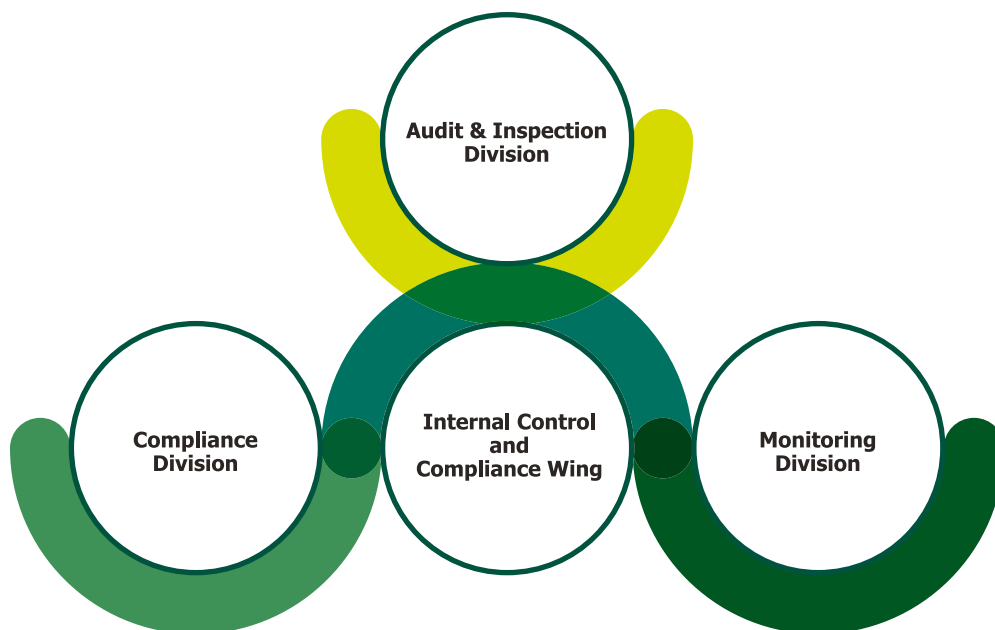 Audit & Inspection
Division
Compliance
Division
Internal Control
and
Compliance Wing
Monitoring
Division